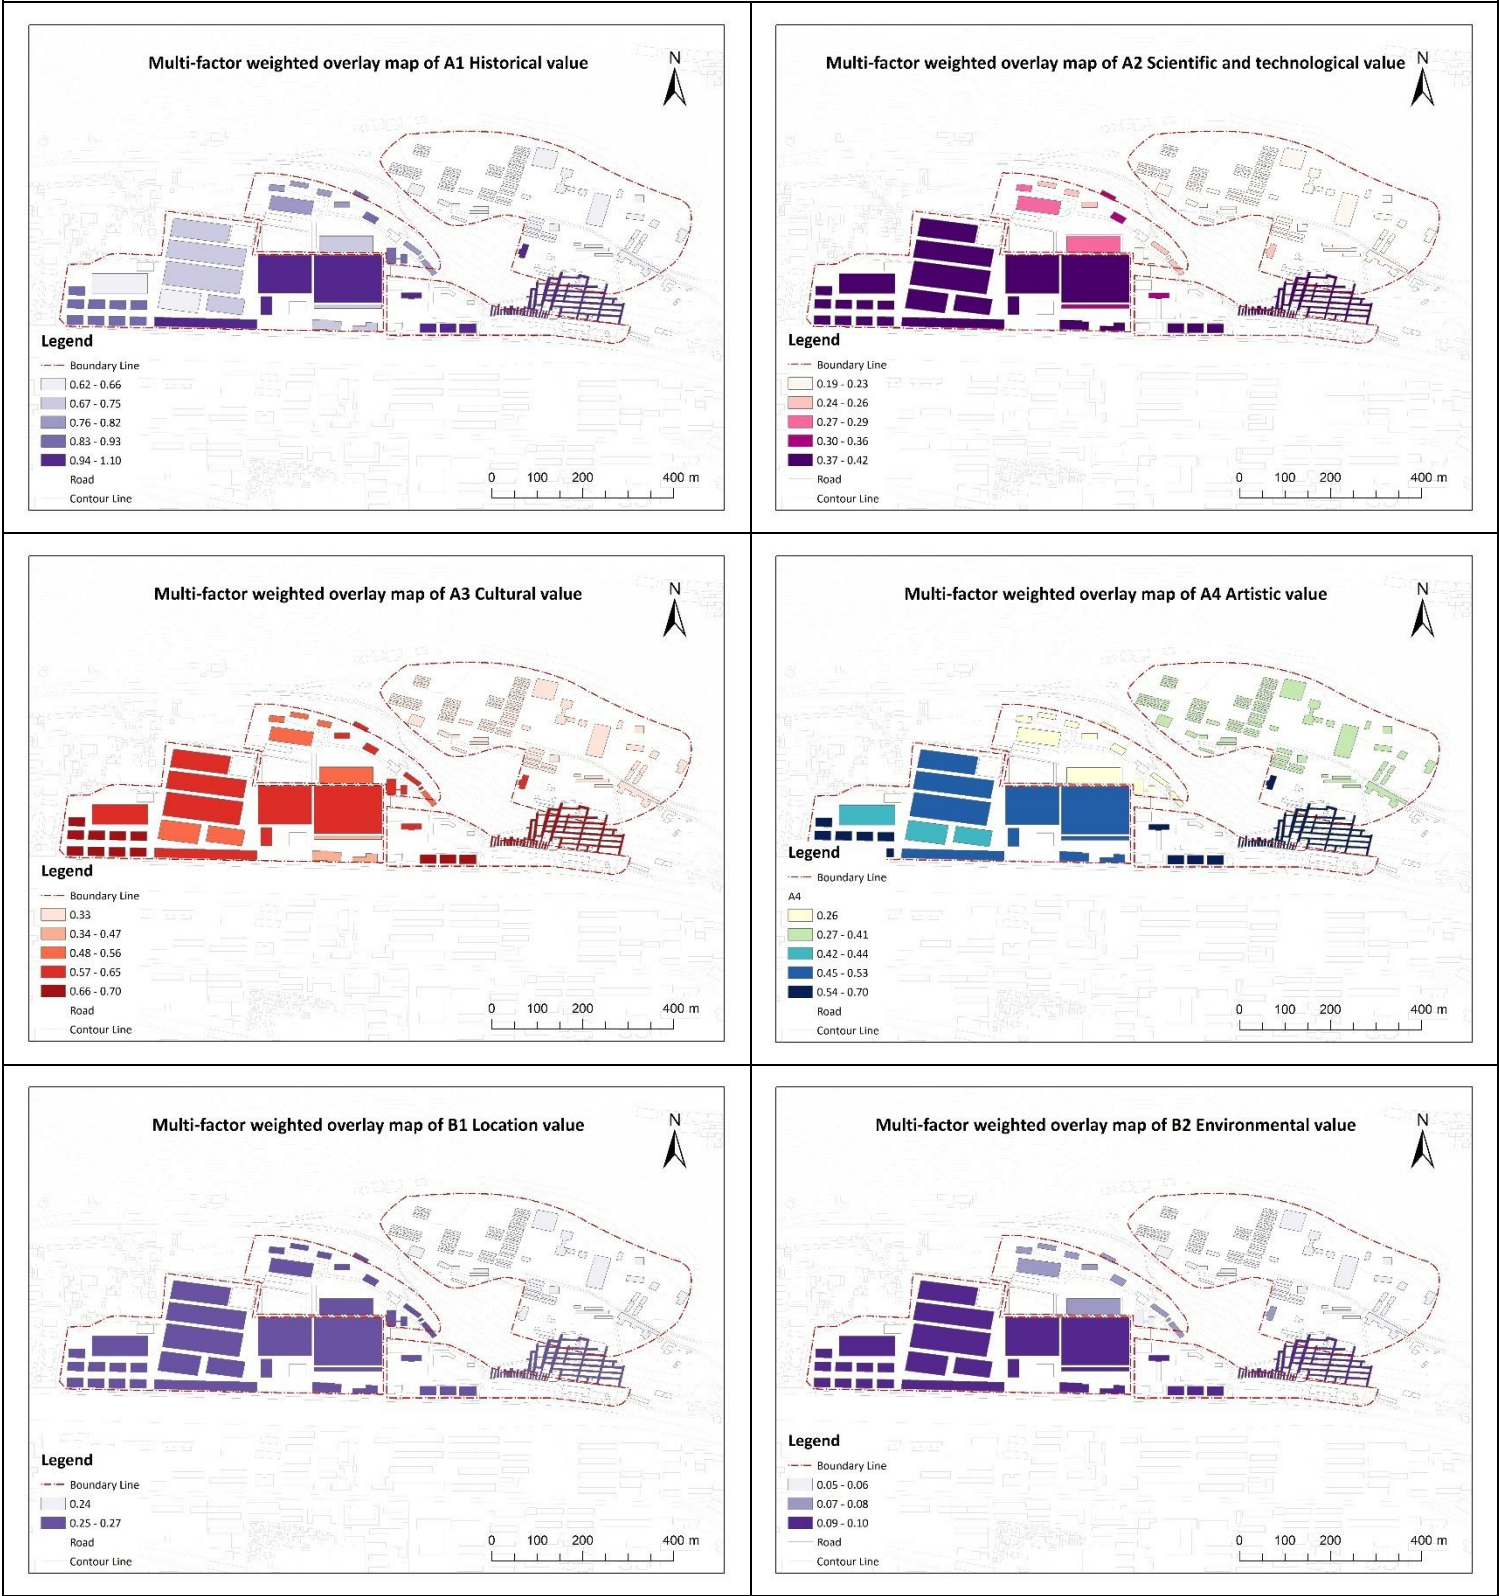 Multi-factor weighted overlay map of A1 Historical value
N
Legend
Boundary Line
0.62 - 0.66
0.67 - 0.75
0.76 - 0.82
0.83 - 0.93
0.94 - 1.10
Road
Contour Line
0 100 200 400 m
Multi-factor weighted overlay map of A2 Scientific and technological value
N
Legend
Boundary Line
0.19 - 0.23
0.24 - 0.26
0.27 - 0.29
0.30 - 0.36
0.37 - 0.42
Road
Contour Line
0 100 200 400 m
Multi-factor weighted overlay map of A3 Cultural value
N
Legend
Boundary Line
0.33
0.34 - 0.47
0.48 - 0.56
0.57 - 0.65
0.66 - 0.70
Road
Contour Line
0 100 200 400 m
Multi-factor weighted overlay map of A4 Artistic value
N
Legend
Boundary Line
A4
0.26
0.27 - 0.41
0.42 - 0.44
0.45 - 0.53
0.54 - 0.70
Road
Contour Line
0 100 200 400 m
Multi-factor weighted overlay map of B1 Location value
N
Legend
Boundary Line
0.24
0.25 - 0.27
Road
Contour Line
0 100 200 400 m
Multi-factor weighted overlay map of B2 Environmental value
N
Legend
Boundary Line
0.05 - 0.06
0.07 - 0.08
0.09 - 0.10
Road
Contour Line
0 100 200 400 m